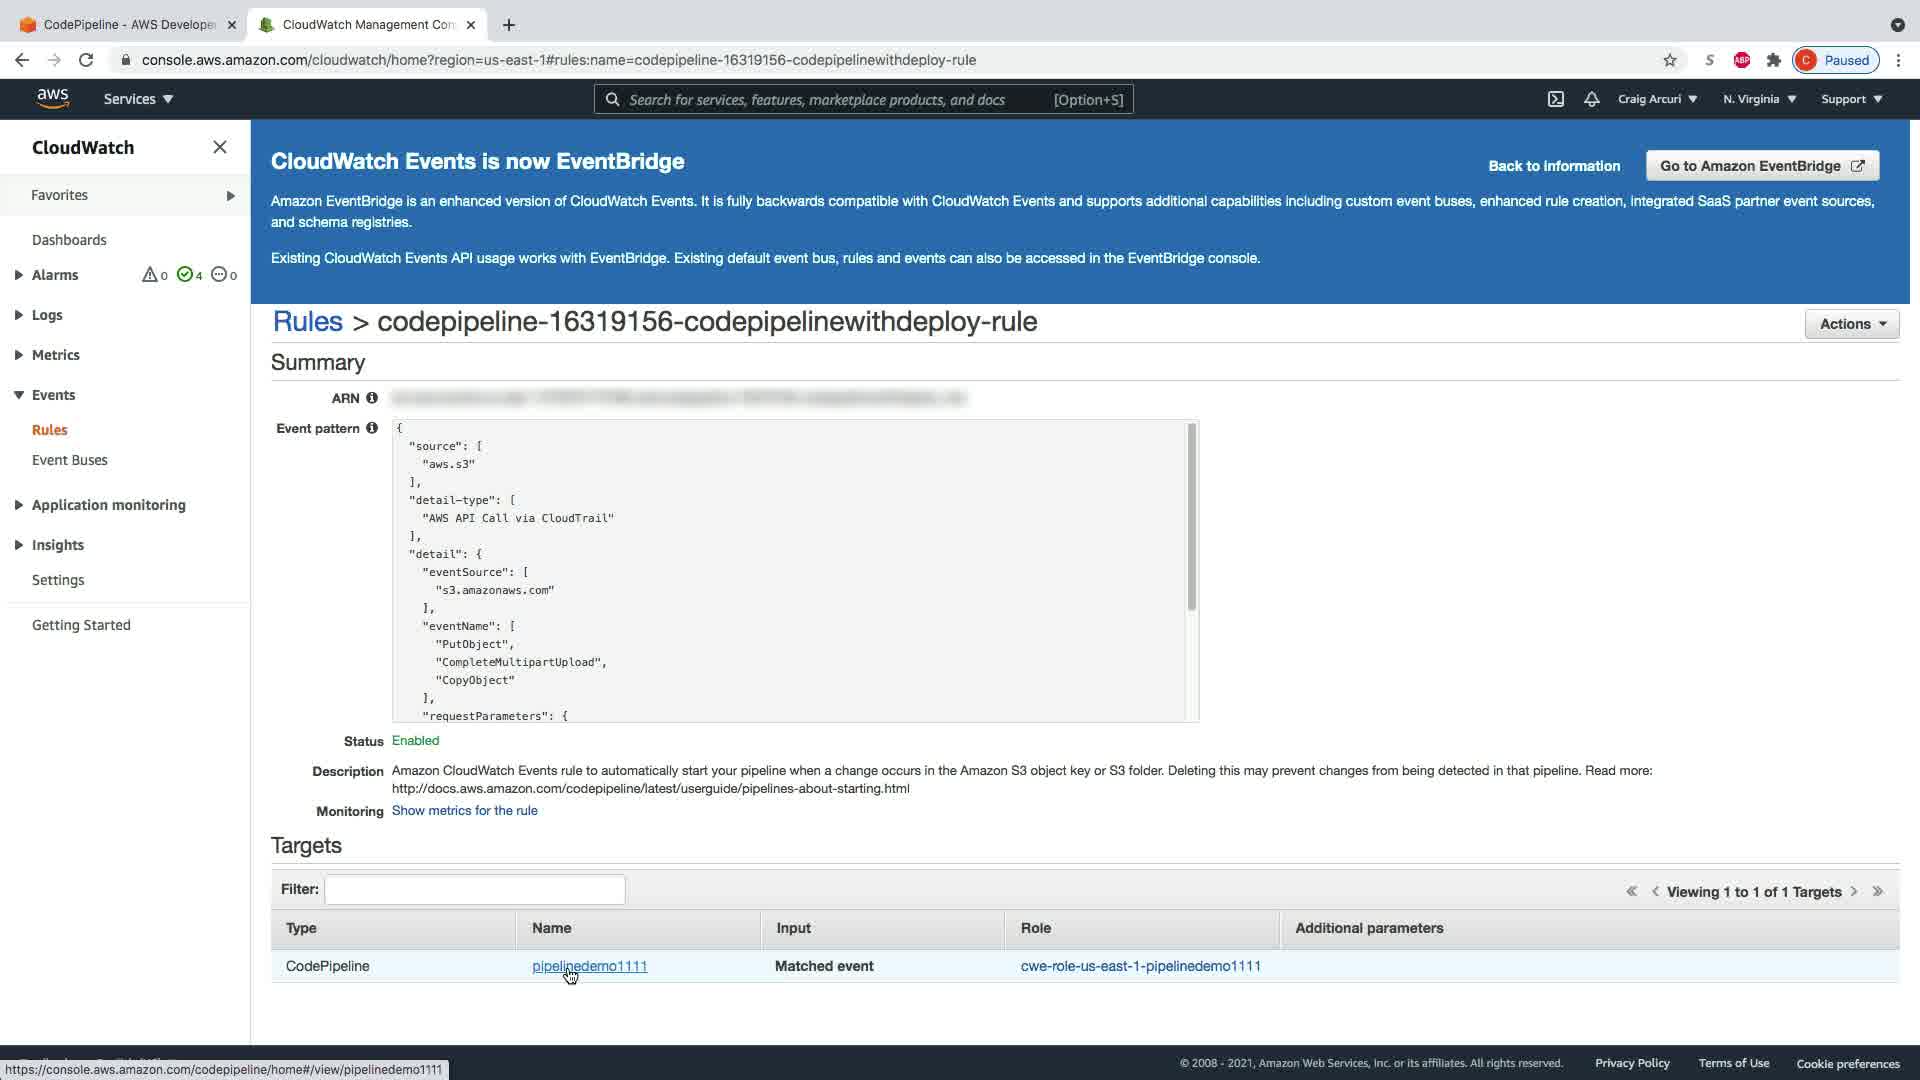 CodePipeline - AWS Develope
CloudWatch Management Con
console.aws.amazon.com/cloudwatch/home?region=us-east-1#rules:name=codepipeline-16319156-codepipelinewithdeploy-rule
S
ABP
C Paused
aws
Services
Search for services, features, marketplace products, and docs [Option+S]
Craig Arcuri
N. Virginia
Support
CloudWatch
Favorites
Dashboards
Alarms 0 4 0
Logs
Metrics
Events
Rules
Event Buses
Application monitoring
Insights
Settings
Getting Started
CloudWatch Events is now EventBridge
Back to information
Go to Amazon EventBridge
Amazon EventBridge is an enhanced version of CloudWatch Events. It is fully backwards compatible with CloudWatch Events and supports additional capabilities including custom event buses, enhanced rule creation, integrated SaaS partner event sources,
and schema registries.
Existing CloudWatch Events API usage works with EventBridge. Existing default event bus, rules and events can also be accessed in the EventBridge console.
Rules > codepipeline-16319156-codepipelinewithdeploy-rule
Actions
Summary
ARN
Event pattern
{
"source": [
"aws.s3"
],
"detail-type": [
"AWS API Call via CloudTrail"
],
"detail": {
"eventSource": [
"s3.amazonaws.com"
],
"eventName": [
"PutObject",
"CompleteMultipartUpload",
"CopyObject"
],
"requestParameters": {
Status Enabled
Description Amazon CloudWatch Events rule to automatically start your pipeline when a change occurs in the Amazon S3 object key or S3 folder. Deleting this may prevent changes from being detected in that pipeline. Read more:
http://docs.aws.amazon.com/codepipeline/latest/userguide/pipelines-about-starting.html
Monitoring Show metrics for the rule
Targets
Filter:
« < Viewing 1 to 1 of 1 Targets > »
Type Name Input Role Additional parameters
CodePipeline pipelinedemo1111 Matched event cwe-role-us-east-1-pipelinedemo1111
https://console.aws.amazon.com/codepipeline/home#/view/pipelinedemo1111
© 2008 - 2021, Amazon Web Services, Inc. or its affiliates. All rights reserved.
Privacy Policy
Terms of Use
Cookie preferences